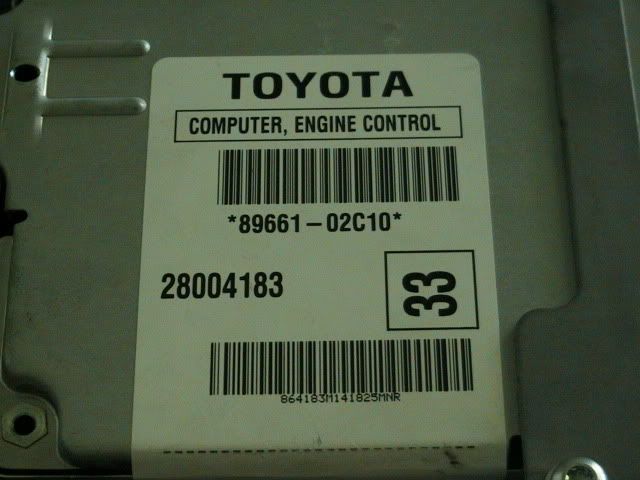 TOYOTA
COMPUTER, ENGINE CONTROL
*89661-02C10*
28004183
33
864183M141825MNR